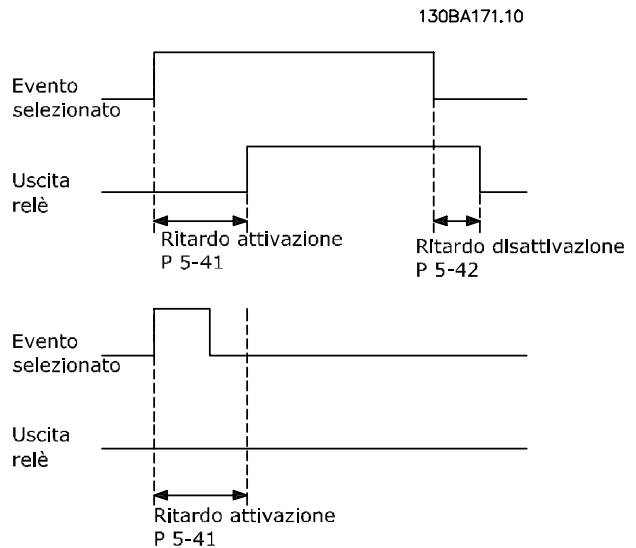 130BA171.10
Evento
selezionato
Uscita
relè
Ritardo attivazione
P 5-41
Ritardo disattivazione
P 5-42
Evento
selezionato
Uscita
relè
Ritardo attivazione
P 5-41